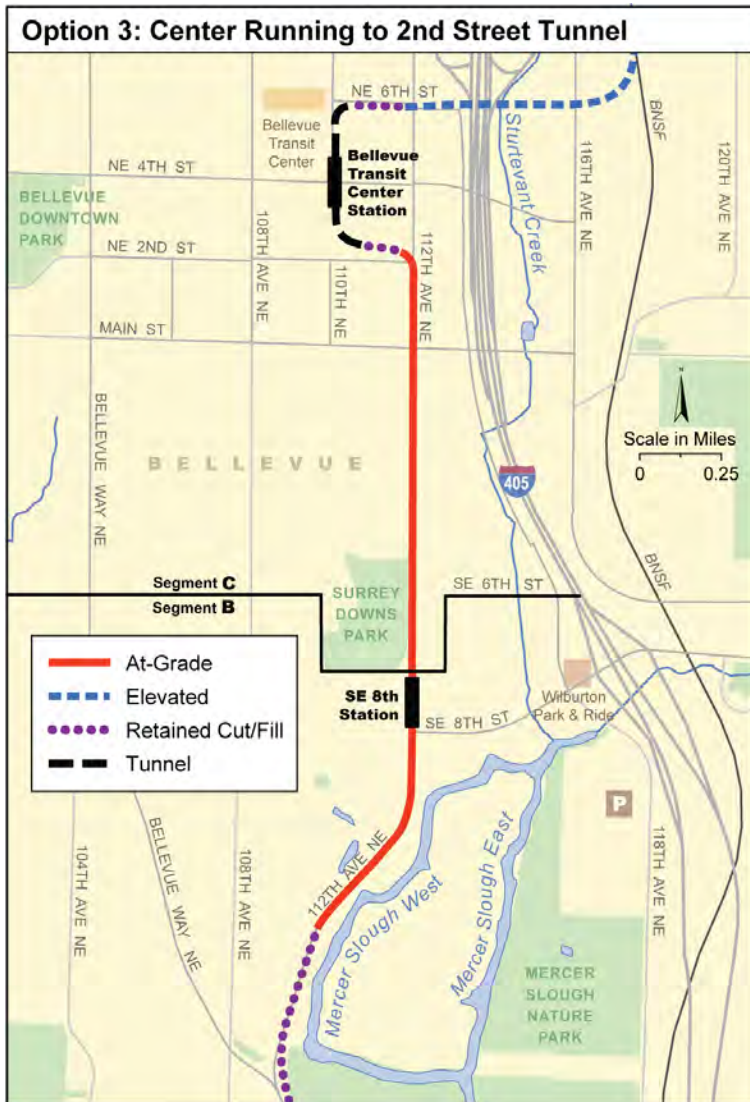 Option 3: Center Running to 2nd Street Tunnel
NE 6TH ST
BNSF
Bellevue
Transit
Center
Sturtevant Creek
116TH AVE NE
120TH AVE NE
NE 4TH ST
Bellevue
Transit
Center
Station
BELLEVUE
DOWNTOWN
PARK
108TH AVE NE
NE 2ND ST
110TH NE
112TH AVE NE
MAIN ST
BELLEVUE WAY NE
N
Scale in Miles
0 0.25
BELLEVUE
405
BNSF
Segment C
Segment B
SURREY
DOWNS
PARK
SE 6TH ST
At-Grade
Elevated
Retained Cut/Fill
Tunnel
SE 8th
Station
SE 8TH ST
Wilburton
Park & Ride
P
104TH AVE NE
BELLEVUE WAY NE
108TH AVE NE
112TH AVE NE
Mercer Slough West
Mercer Slough East
118TH AVE NE
MERCER
SLOUGH
NATURE
PARK